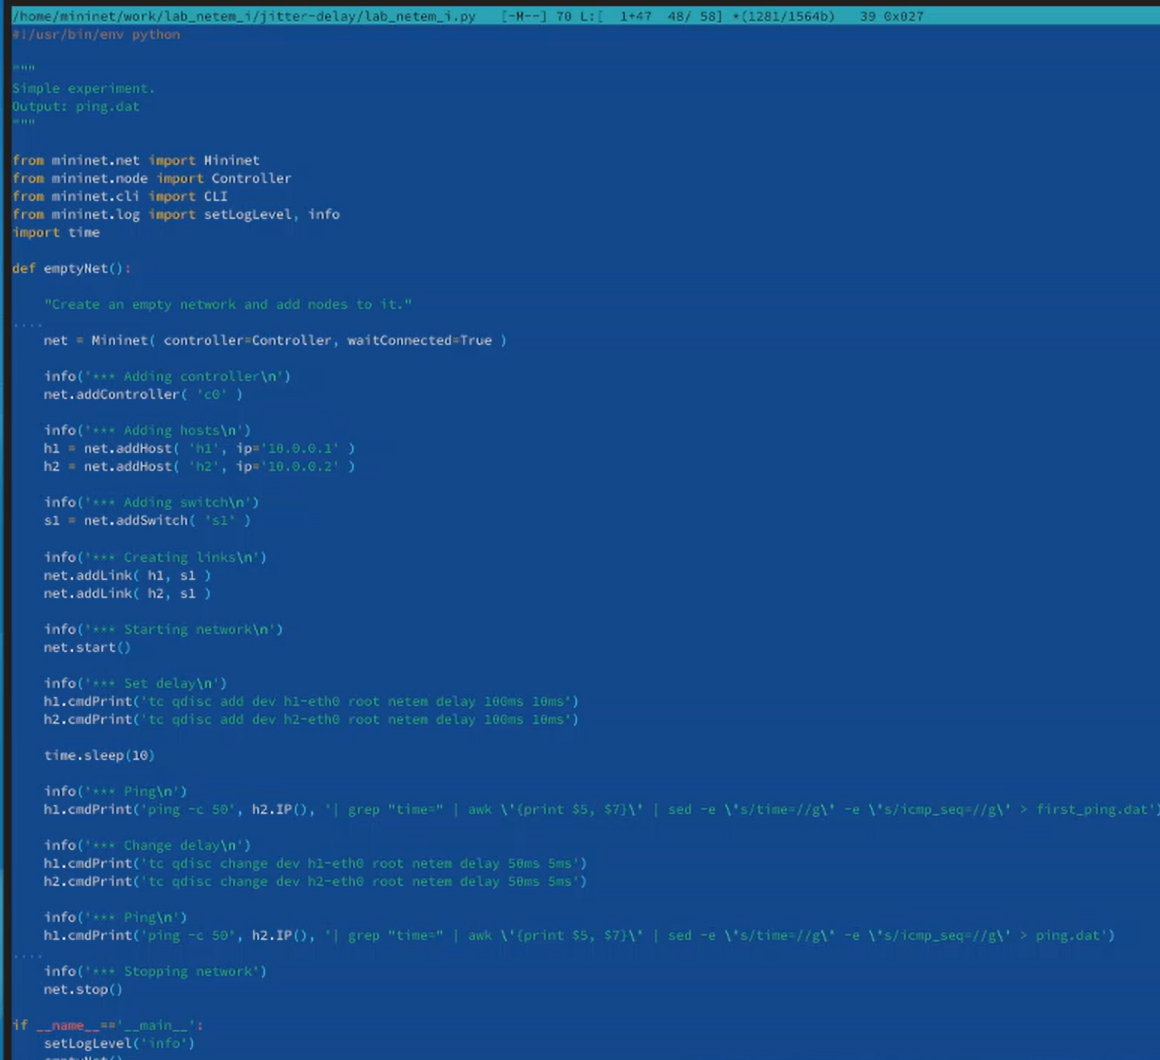 /home/mininet/work/lab_netem_i/jitter-delay/lab_netem_i.py   [-M--] 70 L:[  1+47  48/ 58] *(1281/1564b)   39 0x027
#!/usr/bin/env python
"""
Simple experiment.
Output: ping.dat
"""
from mininet.net import Mininet
from mininet.node import Controller
from mininet.cli import CLI
from mininet.log import setLogLevel, info
import time
def emptyNet():
    "Create an empty network and add nodes to it."
....
    net = Mininet( controller=Controller, waitConnected=True )
    info('*** Adding controller\n')
    net.addController( 'c0' )
    info('*** Adding hosts\n')
    h1 = net.addHost( 'h1', ip='10.0.0.1' )
    h2 = net.addHost( 'h2', ip='10.0.0.2' )
    info('*** Adding switch\n')
    s1 = net.addSwitch( 's1' )
    info('*** Creating links\n')
    net.addLink( h1, s1 )
    net.addLink( h2, s1 )
    info('*** Starting network\n')
    net.start()
    info('*** Set delay\n')
    h1.cmdPrint('tc qdisc add dev h1-eth0 root netem delay 100ms 10ms')
    h2.cmdPrint('tc qdisc add dev h2-eth0 root netem delay 100ms 10ms')
    time.sleep(10)
    info('*** Ping\n')
    h1.cmdPrint('ping -c 50', h2.IP(), '| grep "time=" | awk \'{print $5, $7}\' | sed -e \'s/time=//g\' -e \'s/icmp_seq=//g\' > first_ping.dat')
    info('*** Change delay\n')
    h1.cmdPrint('tc qdisc change dev h1-eth0 root netem delay 50ms 5ms')
    h2.cmdPrint('tc qdisc change dev h2-eth0 root netem delay 50ms 5ms')
    info('*** Ping\n')
    h1.cmdPrint('ping -c 50', h2.IP(), '| grep "time=" | awk \'{print $5, $7}\' | sed -e \'s/time=//g\' -e \'s/icmp_seq=//g\' > ping.dat')
....
    info('*** Stopping network')
    net.stop()
if __name__=='__main__':
    setLogLevel('info')
    emptyNet()